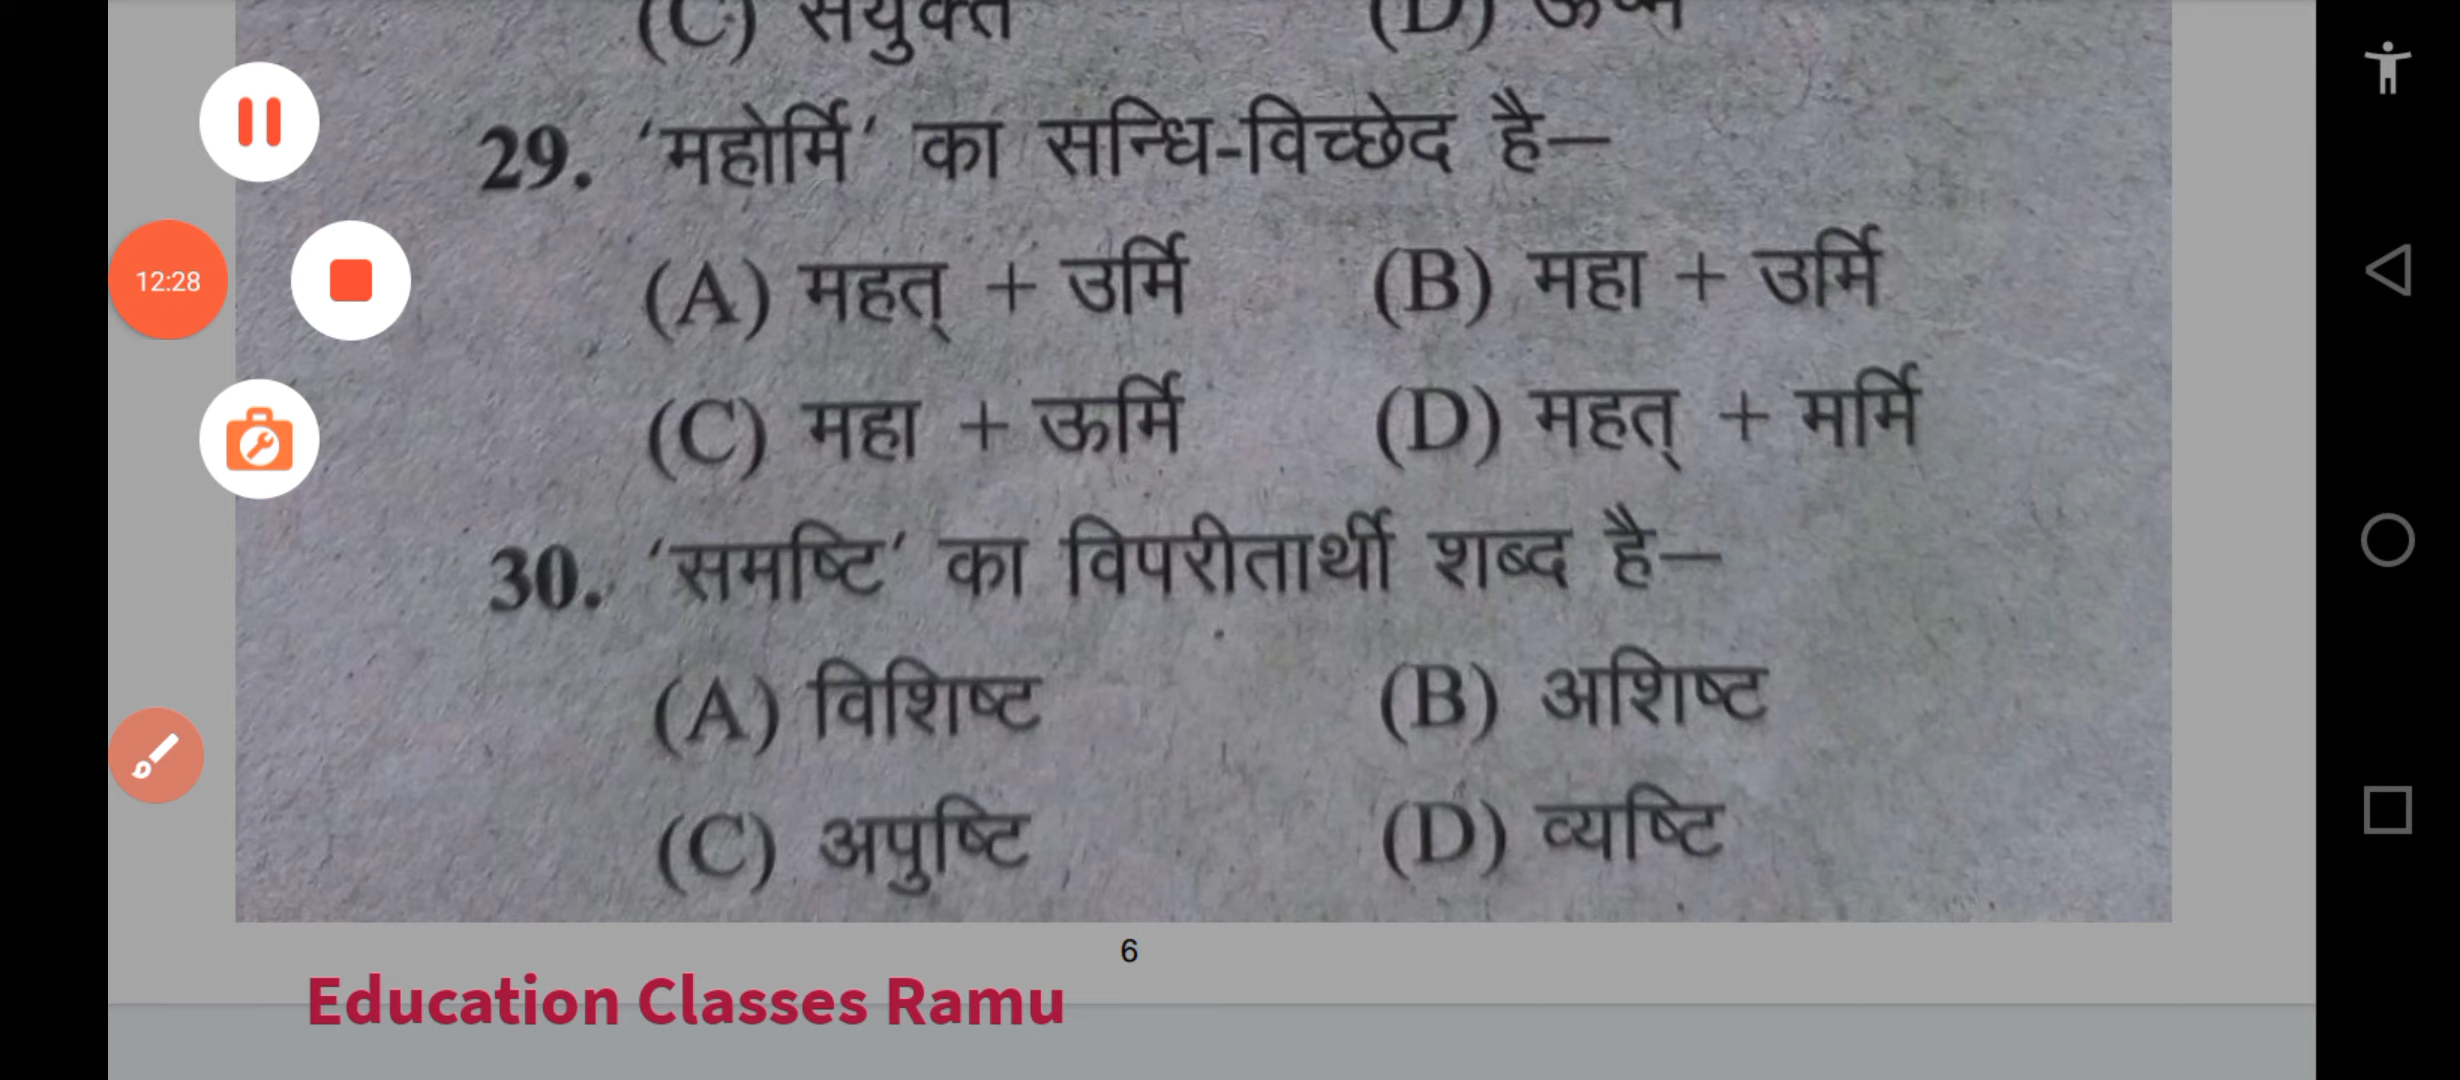 (C) संयुक्त (D) ऊष्म
29. ‘महोर्मि’ का सन्धि-विच्छेद है—
12:28
(A) महत् + उर्मि (B) महा + उर्मि
(C) महा + ऊर्मि (D) महत् + मर्मि
30. ‘समष्टि’ का विपरीतार्थी शब्द है—
(A) विशिष्ट (B) अशिष्ट
(C) अपुष्टि (D) व्यष्टि
6
Education Classes Ramu